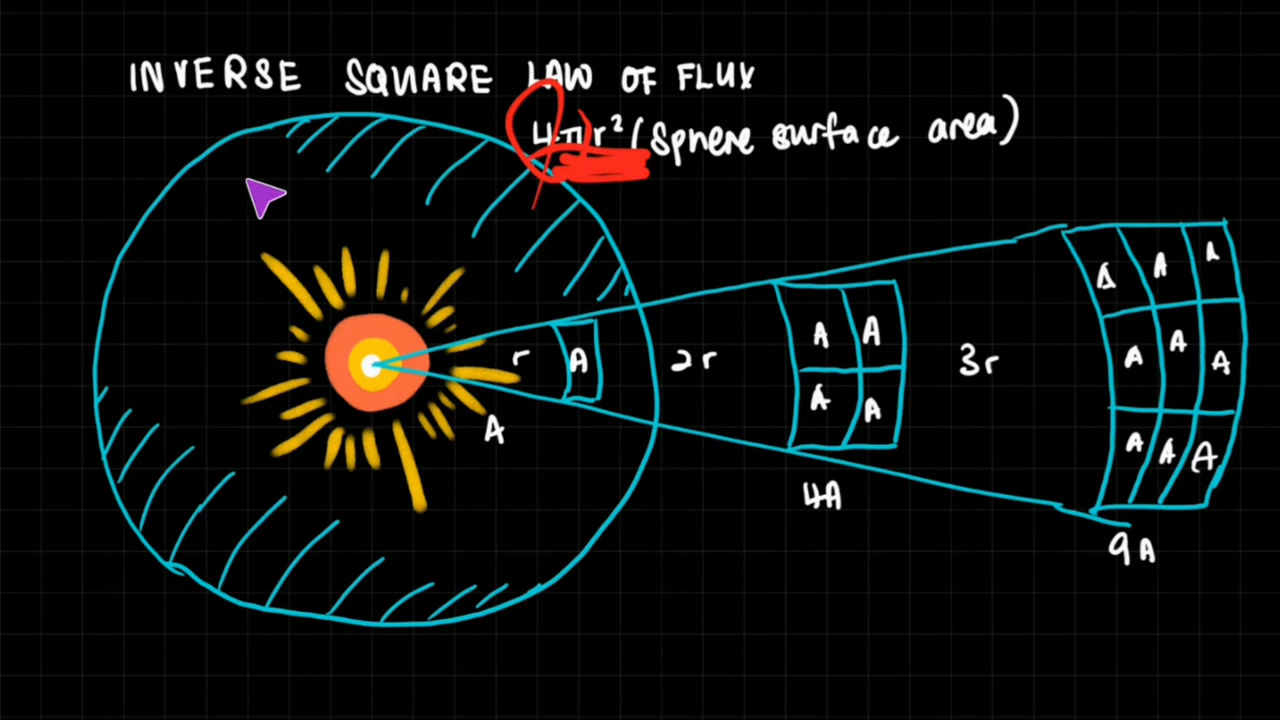 INVERSE SQUARE LAW OF FLUX
4πr² (Sphere surface area)
A A A
A A
r A 2r 3r A A A
A A
A A A A
4A
9A